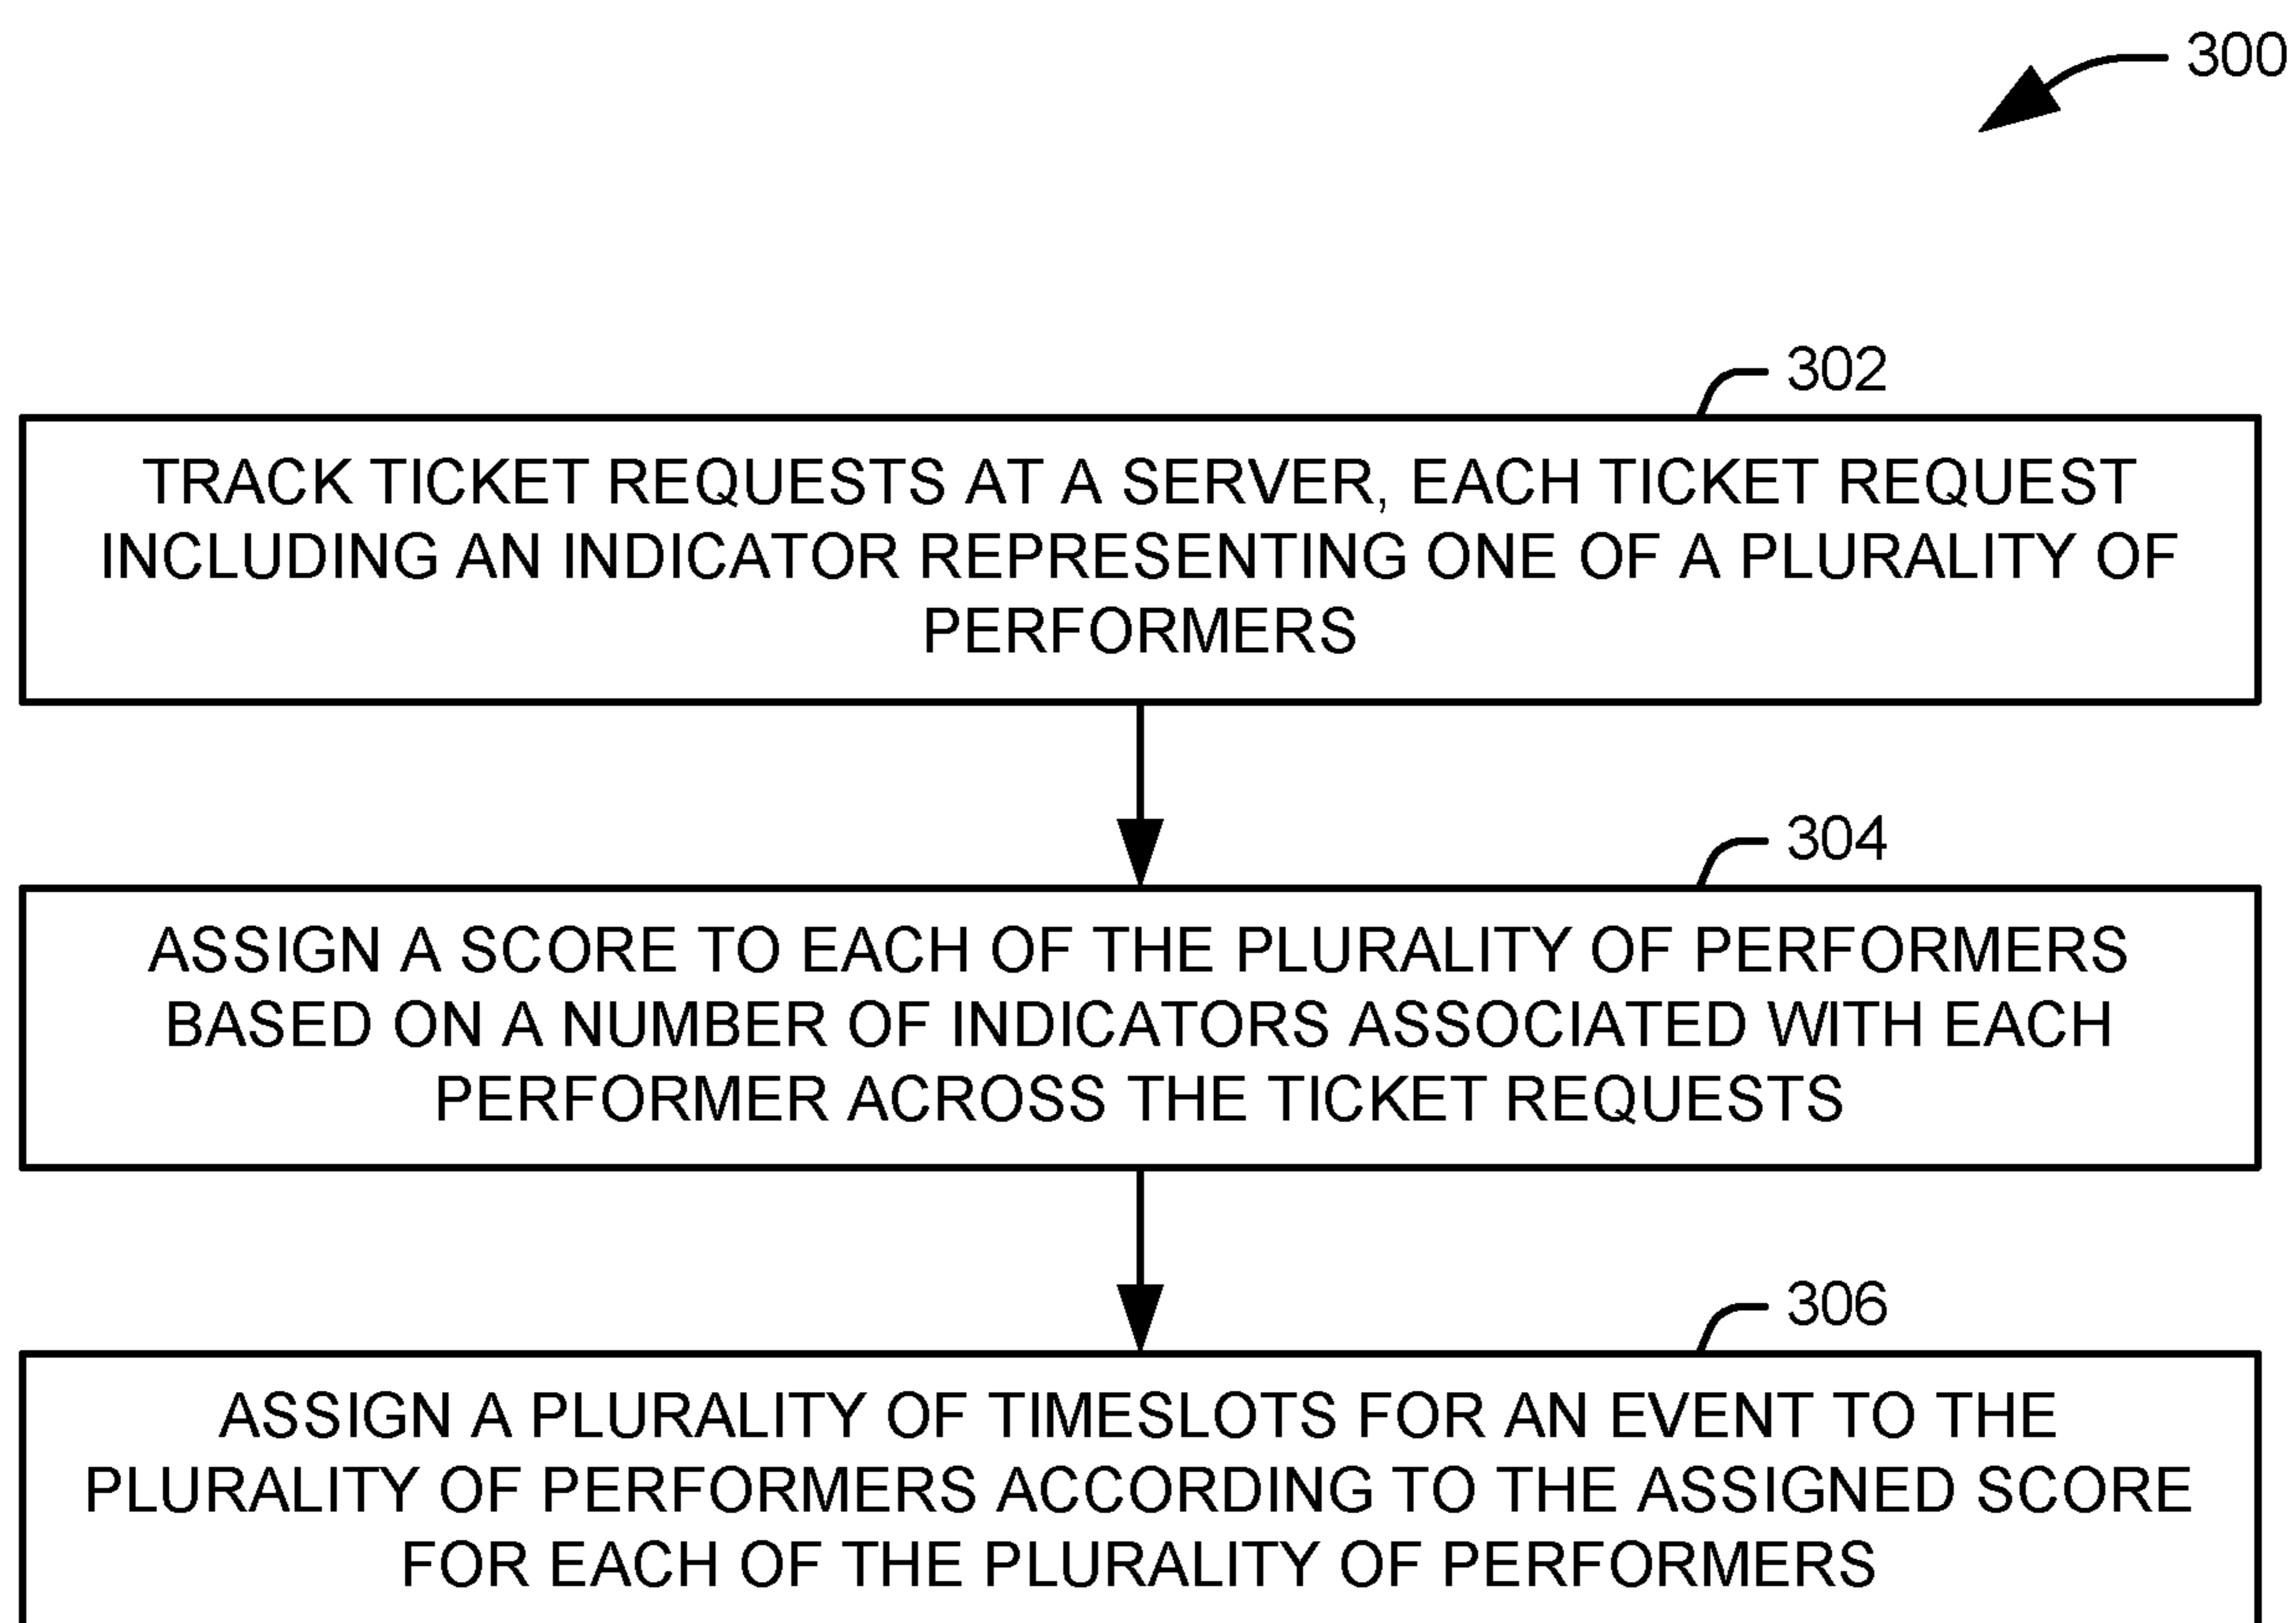 300
302
TRACK TICKET REQUESTS AT A SERVER, EACH TICKET REQUEST
INCLUDING AN INDICATOR REPRESENTING ONE OF A PLURALITY OF
PERFORMERS
304
ASSIGN A SCORE TO EACH OF THE PLURALITY OF PERFORMERS
BASED ON A NUMBER OF INDICATORS ASSOCIATED WITH EACH
PERFORMER ACROSS THE TICKET REQUESTS
306
ASSIGN A PLURALITY OF TIMESLOTS FOR AN EVENT TO THE
PLURALITY OF PERFORMERS ACCORDING TO THE ASSIGNED SCORE
FOR EACH OF THE PLURALITY OF PERFORMERS